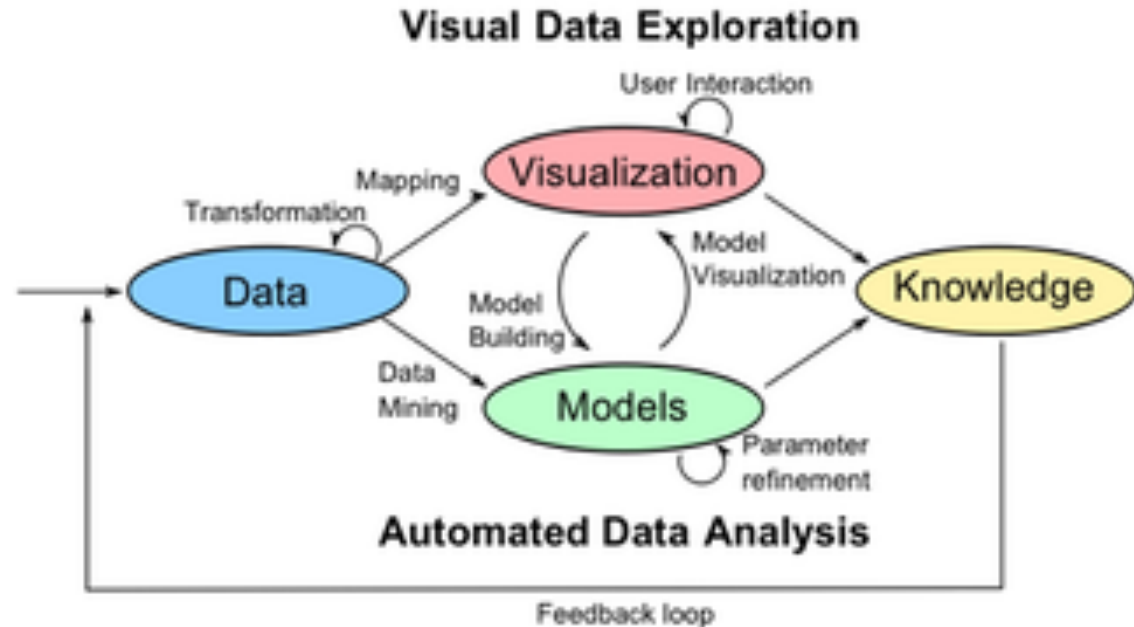 Visual Data Exploration
User Interaction
Visualization
Mapping
Transformation
Data
Model
Visualization
Knowledge
Model
Building
Data
Mining
Models
Parameter
refinement
Automated Data Analysis
Feedback loop